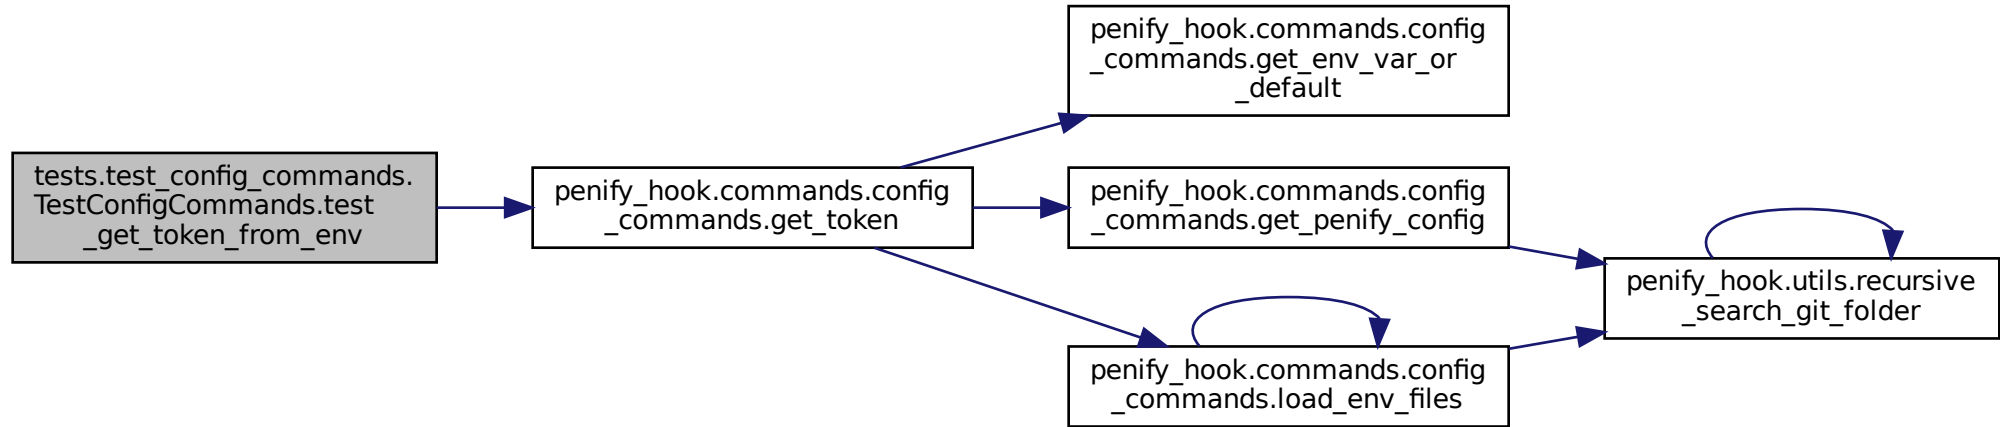 tests.test_config_commands.
TestConfigCommands.test
_get_token_from_env
penify_hook.commands.config
_commands.get_token
penify_hook.commands.config
_commands.get_env_var_or
_default
penify_hook.commands.config
_commands.get_penify_config
penify_hook.commands.config
_commands.load_env_files
penify_hook.utils.recursive
_search_git_folder